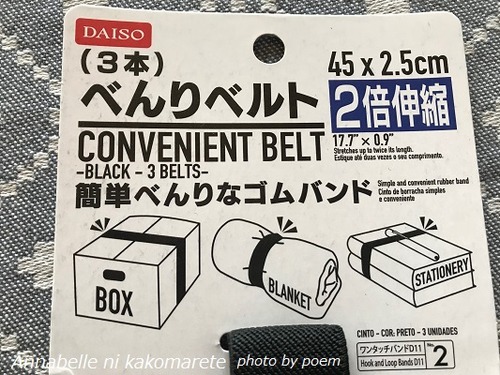 DAISO
(3本)
べんりベルト
CONVENIENT BELT
-BLACK - 3 BELTS-
簡単べんりなゴムバンド
45 x 2.5cm
2倍伸縮
17.7" × 0.9"
Stretches up to twice its length.
Estique até duas vezes o seu comprimento.
Simple and convenient rubber band
Cinto de borracha simples
e conveniente
BOX
BLANKET
STATIONERY
CINTO - COR: PRETO - 3 UNIDADES
ワンタッチバンドD11
Hook and Loop Bands D11
No 2
Annabelle ni kakomarete photo by poem